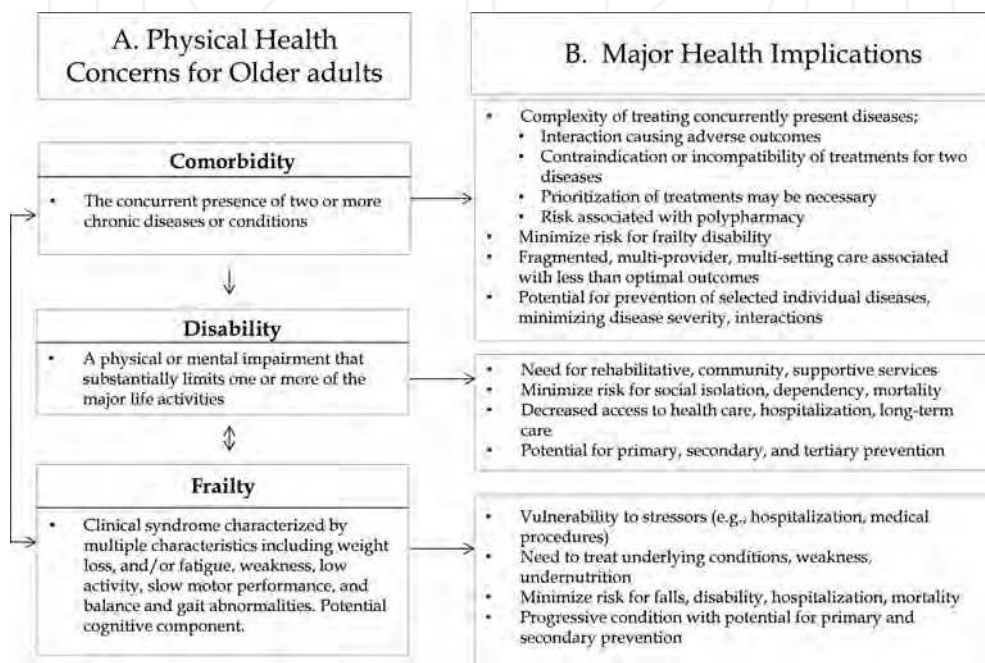 A. Physical Health
Concerns for Older adults
Comorbidity
• The concurrent presence of two or more
chronic diseases or conditions
Disability
• A physical or mental impairment that
substantially limits one or more of the
major life activities
Frailty
• Clinical syndrome characterized by
multiple characteristics including weight
loss, and/or fatigue, weakness, low
activity, slow motor performance, and
balance and gait abnormalities. Potential
cognitive component.
B. Major Health Implications
• Complexity of treating concurrently present diseases;
• Interaction causing adverse outcomes
• Contraindication or incompatibility of treatments for two
diseases
• Prioritization of treatments may be necessary
• Risk associated with polypharmacy
• Minimize risk for frailty disability
• Fragmented, multi-provider, multi-setting care associated
with less than optimal outcomes
• Potential for prevention of selected individual diseases,
minimizing disease severity, interactions
• Need for rehabilitative, community, supportive services
• Minimize risk for social isolation, dependency, mortality
• Decreased access to health care, hospitalization, long-term
care
• Potential for primary, secondary, and tertiary prevention
• Vulnerability to stressors (e.g., hospitalization, medical
procedures)
• Need to treat underlying conditions, weakness,
undernutrition
• Minimize risk for falls, disability, hospitalization, mortality
• Progressive condition with potential for primary and
secondary prevention